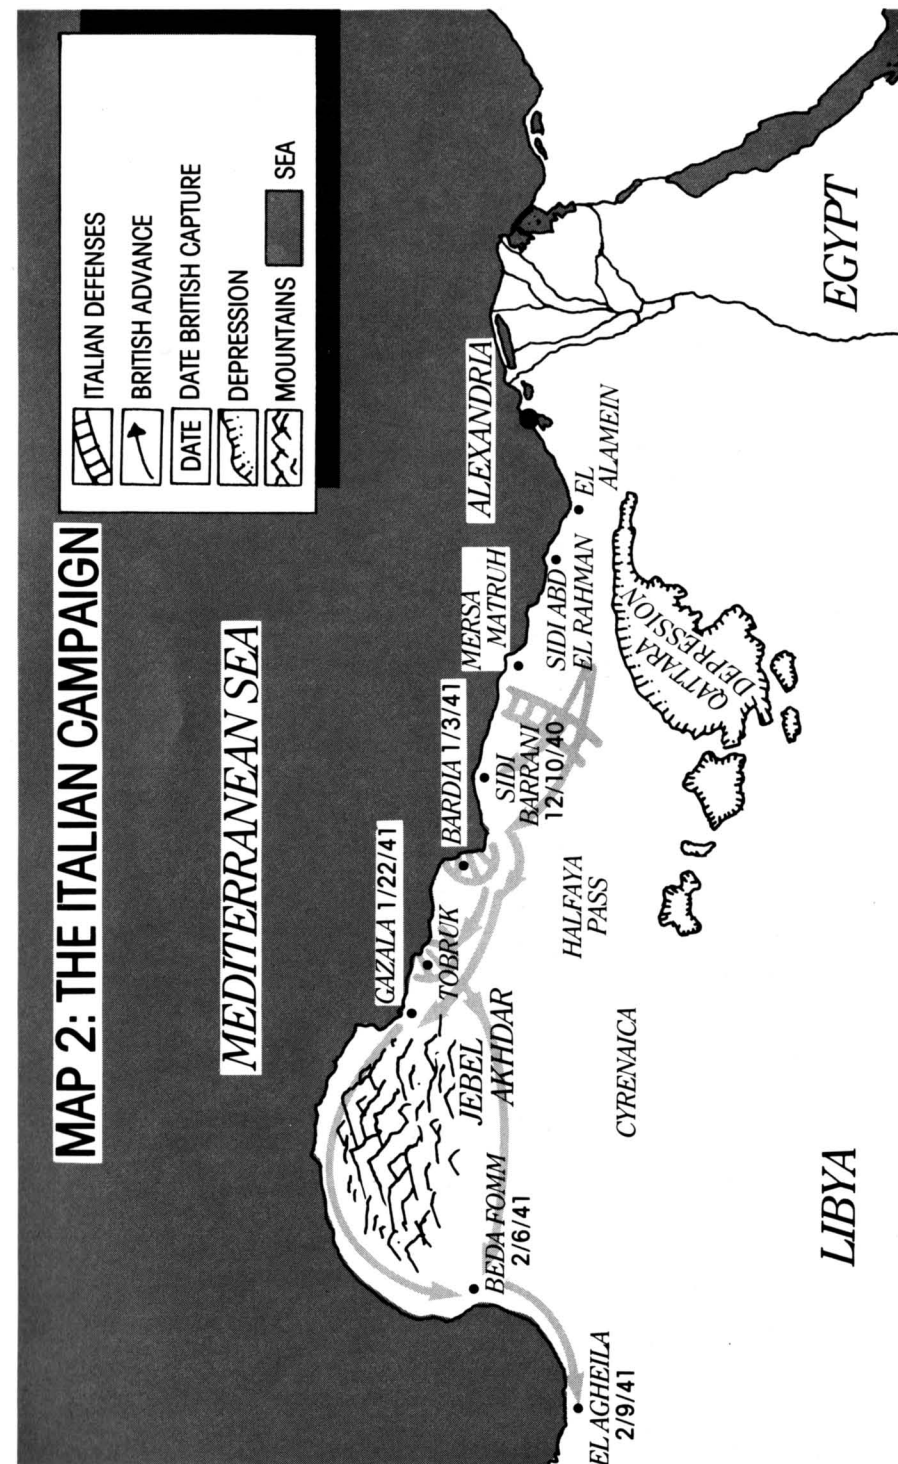 MAP 2: THE ITALIAN CAMPAIGN
ITALIAN DEFENSES
BRITISH ADVANCE
DATE DATE BRITISH CAPTURE
DEPRESSION
MOUNTAINS SEA
MEDITERRANEAN SEA
GAZALA 1/22/41
BARDIA 1/3/41
MERSA
MATRUH
ALEXANDRIA
TOBRUK
SIDI
BARRANI
12/10/40
SIDI ABD
EL RAHMAN
EL
ALAMEIN
JEBEL
AKHDAR
HALFAYA
PASS
QATTARA
DEPRESSION
BEDA FOMM
2/6/41
EL AGHEILA
2/9/41
CYRENAICA
LIBYA
EGYPT